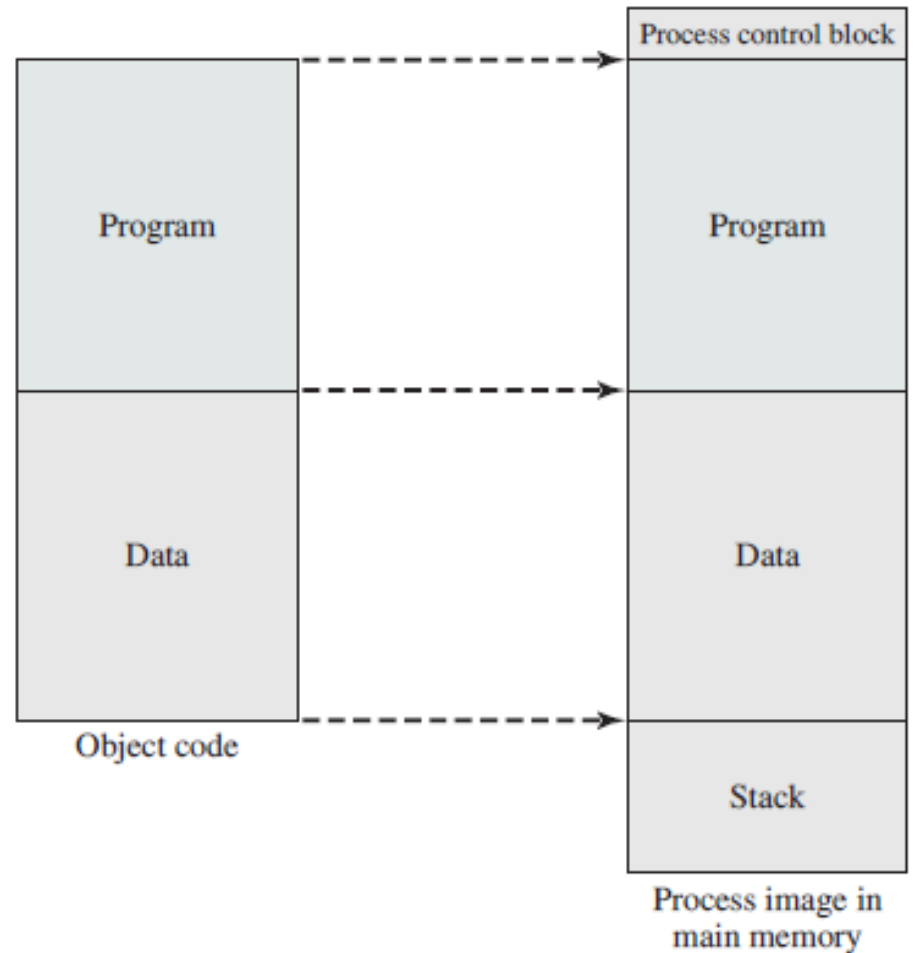 Process control block
Program
Program
Data
Data
Object code
Stack
Process image in
main memory